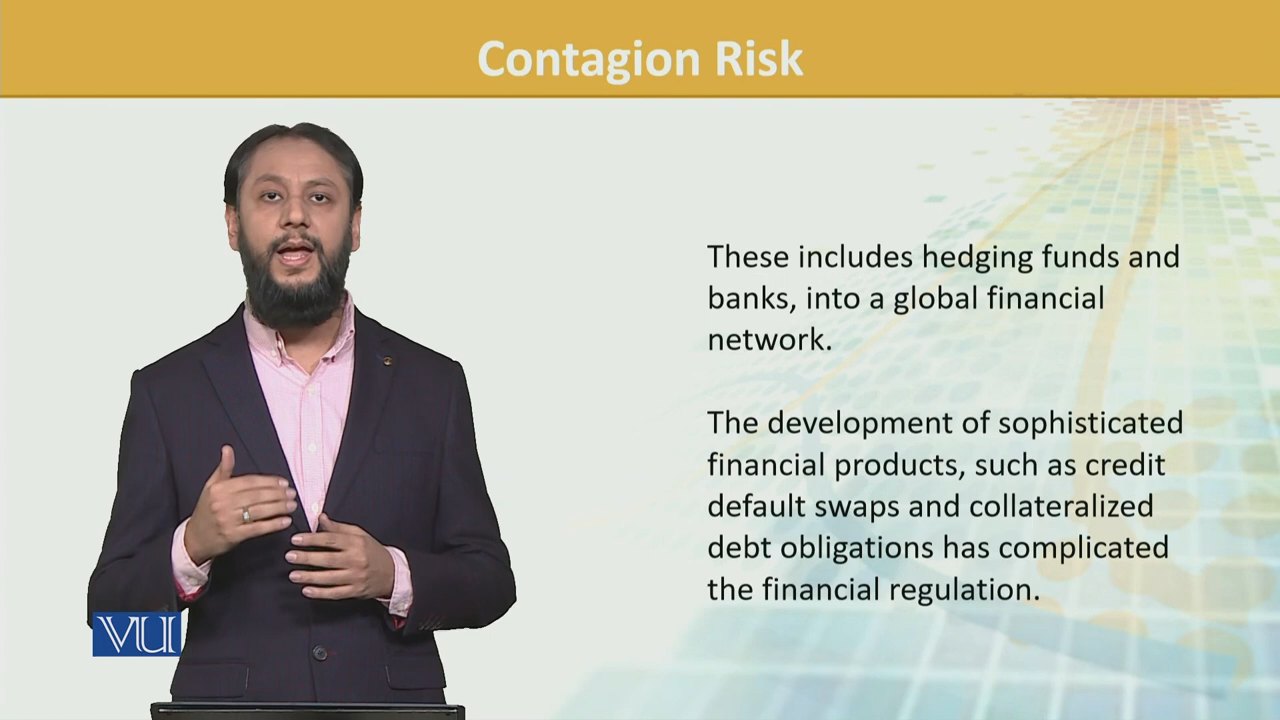 Contagion Risk
These includes hedging funds and
banks, into a global financial
network.
The development of sophisticated
financial products, such as credit
default swaps and collateralized
debt obligations has complicated
the financial regulation.
VU